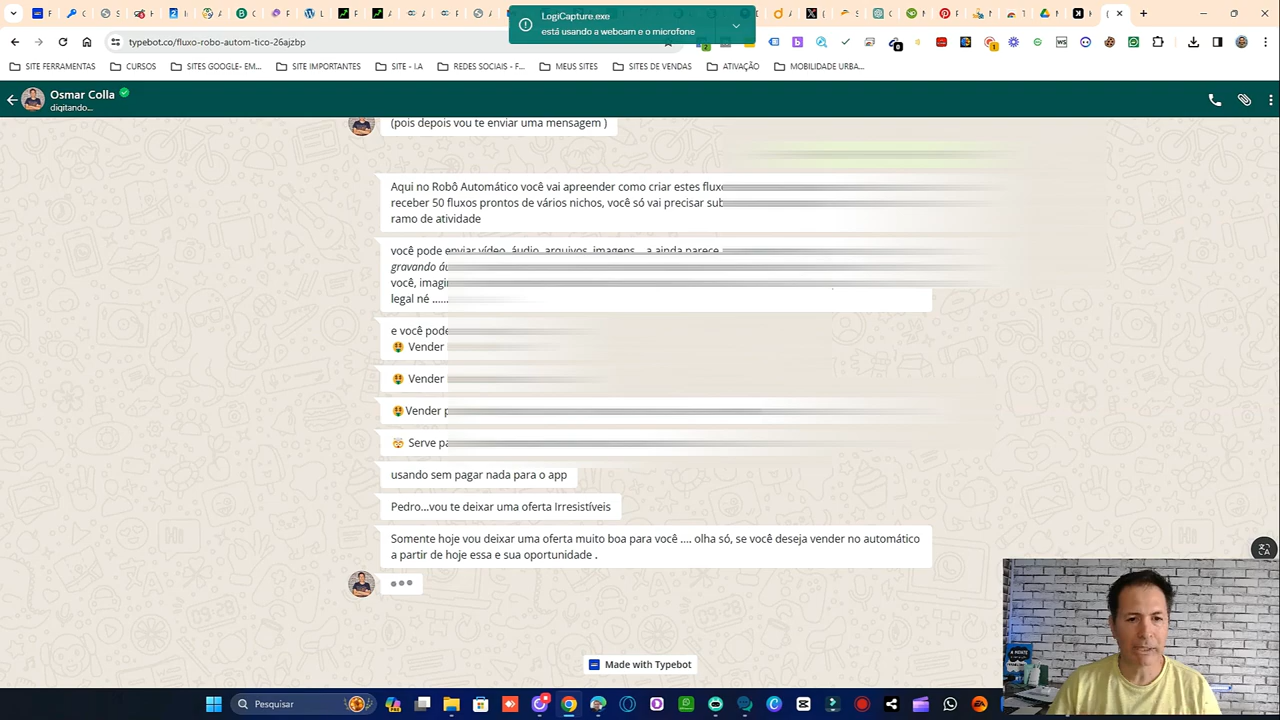 LogiCapture.exe
está usando a webcam e o microfone
typebot.co/fluxo-robo-autom-tico-26ajzbp
SITE FERRAMENTAS
CURSOS
SITES GOOGLE- EM...
SITE IMPORTANTES
SITE - I.A
REDES SOCIAIS - F...
MEUS SITES
SITES DE VENDAS
ATIVAÇÃO
MOBILIDADE URBA...
Osmar Colla
digitando...
(pois depois vou te enviar uma mensagem )
Aqui no Robô Automático você vai apreender como criar estes
receber 50 fluxos prontos de vários nichos, você só vai precisar
ramo de atividade
você pode enviar vídeo, áudio, arquivos, imagens... a ainda parece
gravando
você,
legal né ......
e você pode
🤑 Vender
🤑 Vender
🤑Vender
🤯 Serve
usando sem pagar nada para o app
Pedro...vou te deixar uma oferta Irresistíveis
Somente hoje vou deixar uma oferta muito boa para você .... olha só, se você deseja vender no automático
a partir de hoje essa e sua oportunidade .
Made with Typebot
Pesquisar